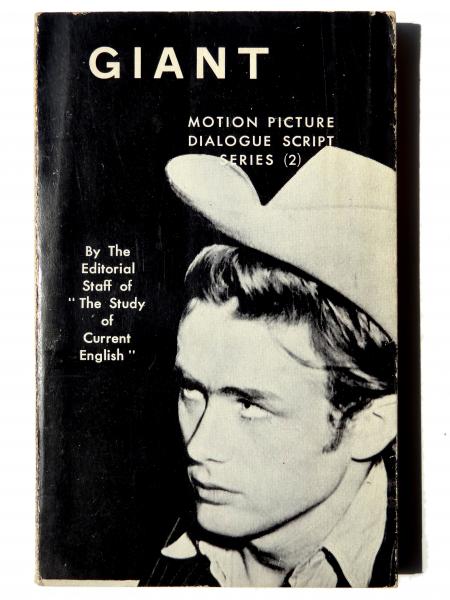 GIANT
MOTION PICTURE
DIALOGUE SCRIPT
SERIES (2)
By The
Editorial
Staff of
"The Study
of
Current
English"